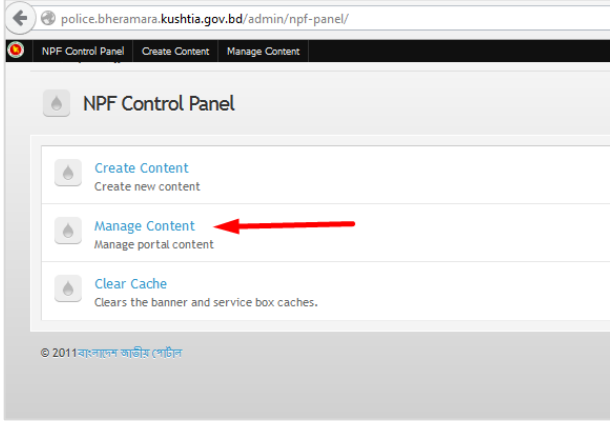 police.bheramara.kushtia.gov.bd/admin/npf-panel/
NPF Control Panel Create Content Manage Content
NPF Control Panel
Create Content
Create new content
Manage Content
Manage portal content
Clear Cache
Clears the banner and service box caches.
© 2011 বাংলাদেশ জাতীয় পোর্টাল